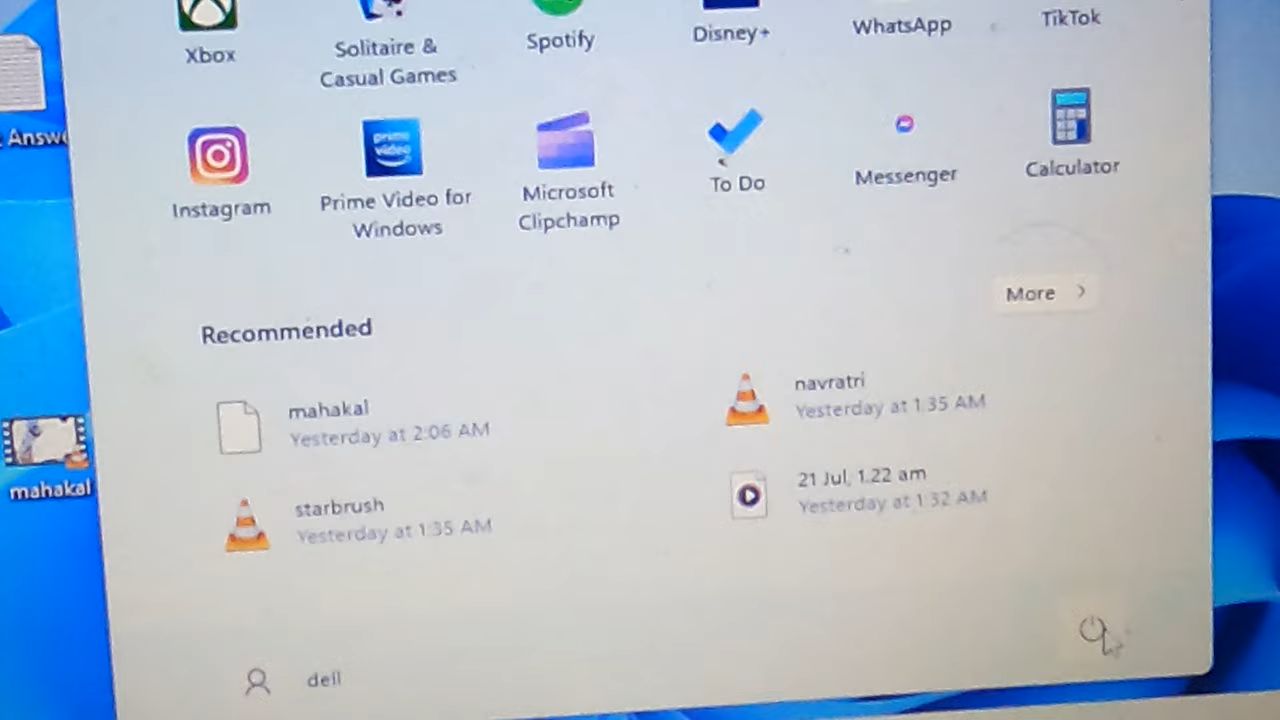 Xbox
Solitaire &
Casual Games
Spotify
Disney+
WhatsApp
TikTok
Answe
Instagram
prime
video
Prime Video for
Windows
Microsoft
Clipchamp
To Do
Messenger
Calculator
More
Recommended
mahakal
Yesterday at 2:06 AM
navratri
Yesterday at 1:35 AM
starbrush
Yesterday at 1:35 AM
21 Jul, 1.22 am
Yesterday at 1:32 AM
mahakal
dell